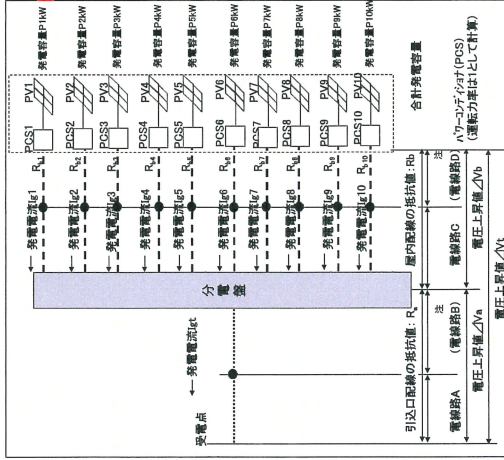 発電容量P1kW
発電容量P2kW
発電容量P3kW
発電容量P4kW
発電容量P5kW
発電容量P6kW
発電容量P7kW
発電容量P8kW
発電容量P9kW
発電容量P10kW
PV1
PV2
PV3
PV4
PV5
PV6
PV7
PV8
PV9
PV10
PCS1
PCS2
PCS3
PCS4
PCS5
PCS6
PCS7
PCS8
PCS9
PCS10
合計発電容量
パワーコンディショナ(PCS)
(運転力率は1として計算)
Rb1
Rb2
Rb3
Rb4
Rb5
Rb6
Rb7
Rb8
Rb9
Rb10
発電電流Ig1
発電電流Ig2
発電電流Ig3
発電電流Ig4
発電電流Ig5
発電電流Ig6
発電電流Ig7
発電電流Ig8
発電電流Ig9
発電電流Ig10
分電盤
発電電流Igt
受電点
引込口配線の抵抗値:Ra
屋内配線の抵抗値:Rb
電線路A
注
(電線路B)
電線路C
注
(電線路D)
電圧上昇値⊿Va
電圧上昇値⊿Vb
電圧上昇値⊿Vt